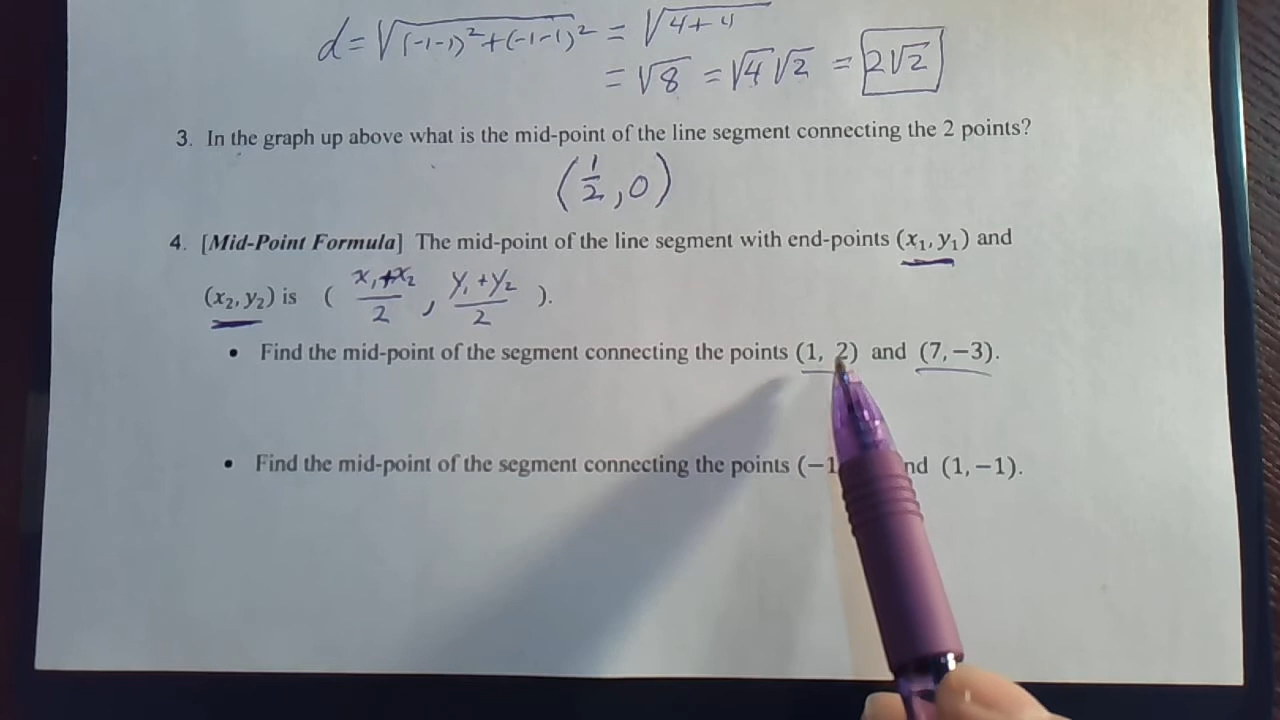 d = √(-1-1)² + (-1-1)² = √4+4
= √8 = √4 √2 = 2√2
3. In the graph up above what is the mid-point of the line segment connecting the 2 points?
(1/2, 0)
4. [Mid-Point Formula] The mid-point of the line segment with end-points (x₁, y₁) and
(x₂, y₂) is ( x₁+x₂/2 , y₁+y₂/2 ).
• Find the mid-point of the segment connecting the points (1, 2) and (7, −3).
• Find the mid-point of the segment connecting the points (−1 nd (1, −1).